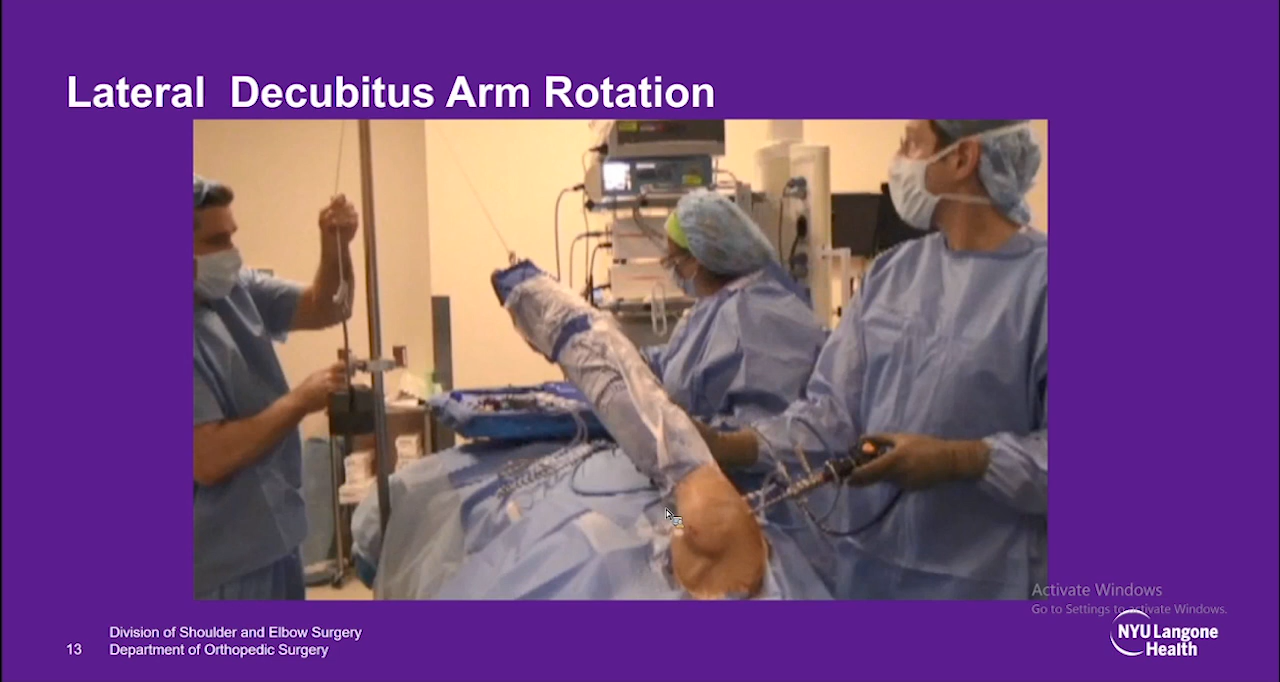 Lateral  Decubitus Arm Rotation
Activate Windows
Go to Settings to activate Windows.
Division of Shoulder and Elbow Surgery
13 Department of Orthopedic Surgery
NYU Langone
Health